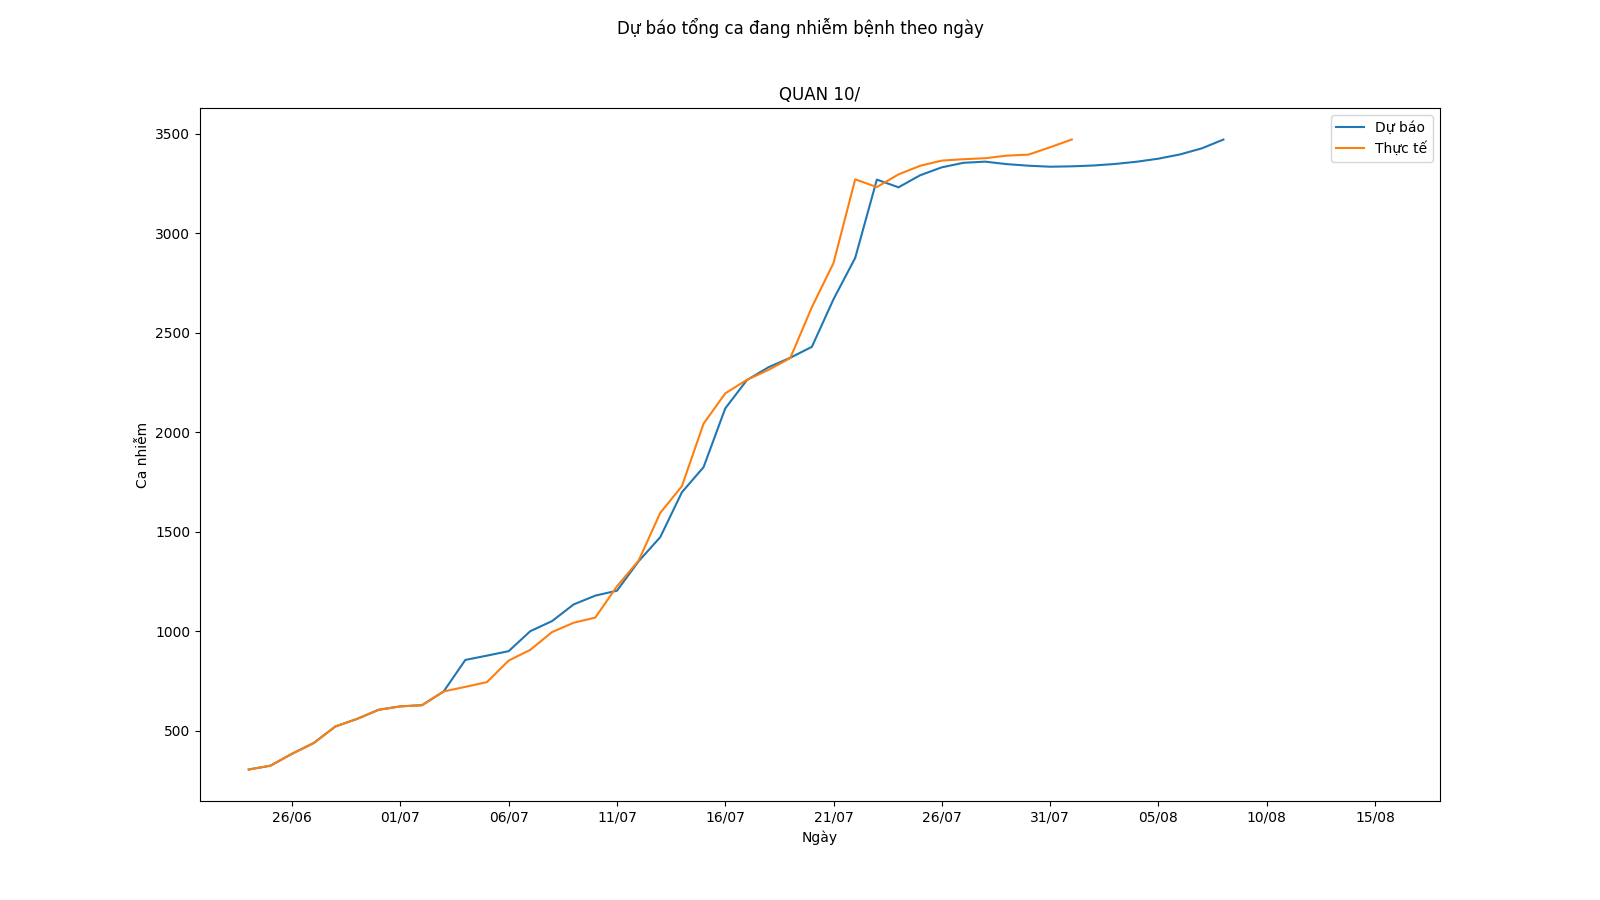 Dự báo tổng ca đang nhiễm bệnh theo ngày
QUAN 10/
Dự báo
Thực tế
3500
3000
2500
2000
1500
1000
500
Ca nhiễm
26/06 01/07 06/07 11/07 16/07 21/07 26/07 31/07 05/08 10/08 15/08
Ngày